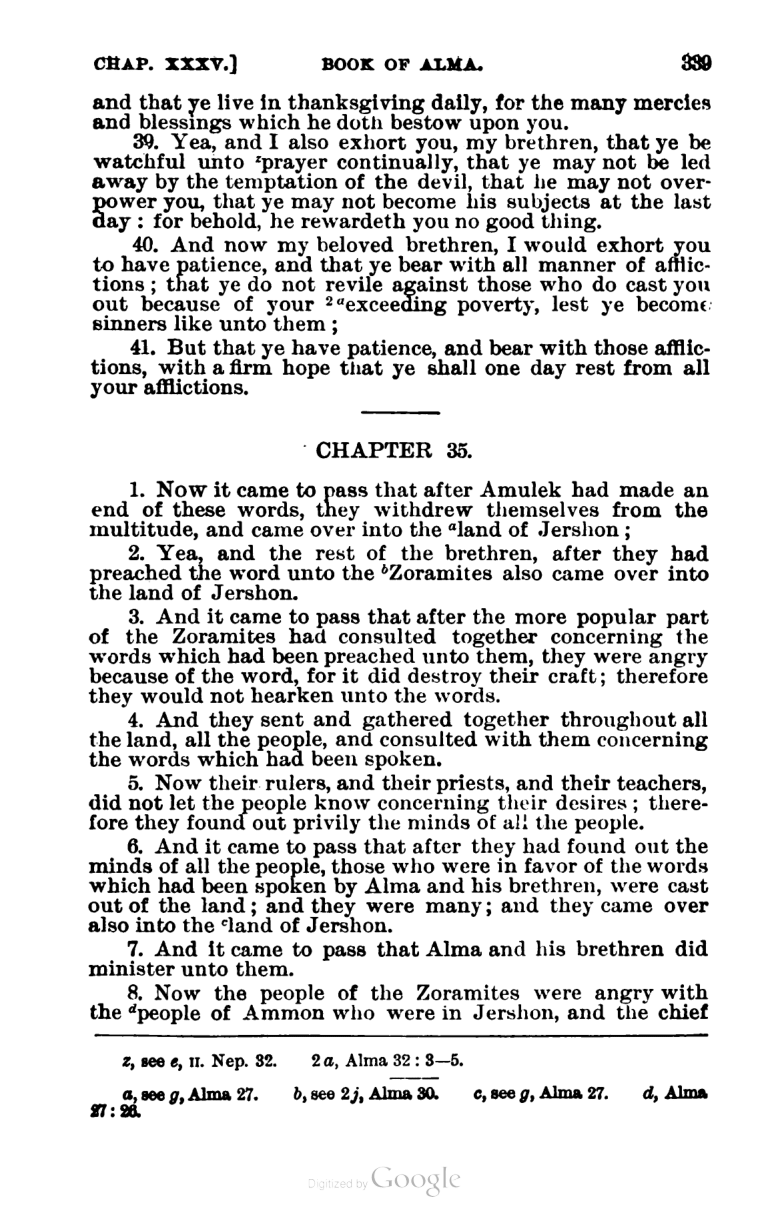 CHAP. XXXV.] BOOK OF ALMA. 339
and that ye live in thanksgiving daily, for the many mercies
and blessings which he doth bestow upon you.
39. Yea, and I also exhort you, my brethren, that ye be
watchful unto ᶻprayer continually, that ye may not be led
away by the temptation of the devil, that he may not over-
power you, that ye may not become his subjects at the last
day : for behold, he rewardeth you no good thing.
40. And now my beloved brethren, I would exhort you
to have patience, and that ye bear with all manner of afflic-
tions ; that ye do not revile against those who do cast you
out because of your ²ᵃexceeding poverty, lest ye become
sinners like unto them ;
41. But that ye have patience, and bear with those afflic-
tions, with a firm hope that ye shall one day rest from all
your afflictions.
CHAPTER 35.
1. Now it came to pass that after Amulek had made an
end of these words, they withdrew themselves from the
multitude, and came over into the ᵃland of Jershon ;
2. Yea, and the rest of the brethren, after they had
preached the word unto the ᵇZoramites also came over into
the land of Jershon.
3. And it came to pass that after the more popular part
of the Zoramites had consulted together concerning the
words which had been preached unto them, they were angry
because of the word, for it did destroy their craft ; therefore
they would not hearken unto the words.
4. And they sent and gathered together throughout all
the land, all the people, and consulted with them concerning
the words which had been spoken.
5. Now their rulers, and their priests, and their teachers,
did not let the people know concerning their desires ; there-
fore they found out privily the minds of all the people.
6. And it came to pass that after they had found out the
minds of all the people, those who were in favor of the words
which had been spoken by Alma and his brethren, were cast
out of the land ; and they were many ; and they came over
also into the ᶜland of Jershon.
7. And it came to pass that Alma and his brethren did
minister unto them.
8. Now the people of the Zoramites were angry with
the ᵈpeople of Ammon who were in Jershon, and the chief
z, see e, II. Nep. 32. 2 a, Alma 32 : 3—5.
a, see g, Alma 27. b, see 2 j, Alma 30. c, see g, Alma 27. d, Alma
27 : 26.
Digitized by Google